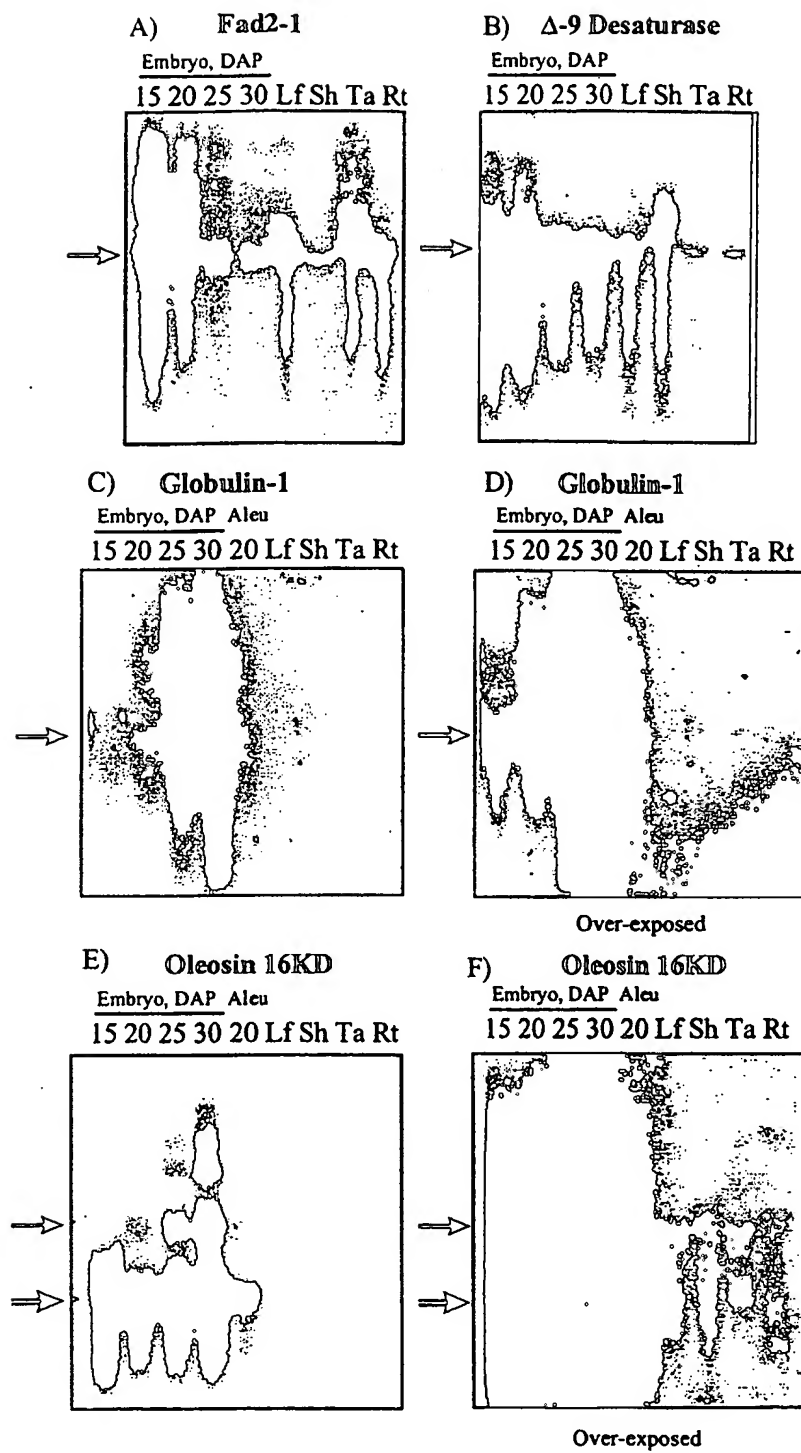 A) Fad2-1
Embryo, DAP
15 20 25 30 Lf Sh Ta Rt
B) Δ-9 Desaturase
Embryo, DAP
15 20 25 30 Lf Sh Ta Rt
C) Globulin-1
Embryo, DAP Aleu
15 20 25 30 20 Lf Sh Ta Rt
D) Globulin-1
Embryo, DAP Aleu
15 20 25 30 20 Lf Sh Ta Rt
Over-exposed
E) Oleosin 16KD
Embryo, DAP Aleu
15 20 25 30 20 Lf Sh Ta Rt
F) Oleosin 16KD
Embryo, DAP Aleu
15 20 25 30 20 Lf Sh Ta Rt
Over-exposed